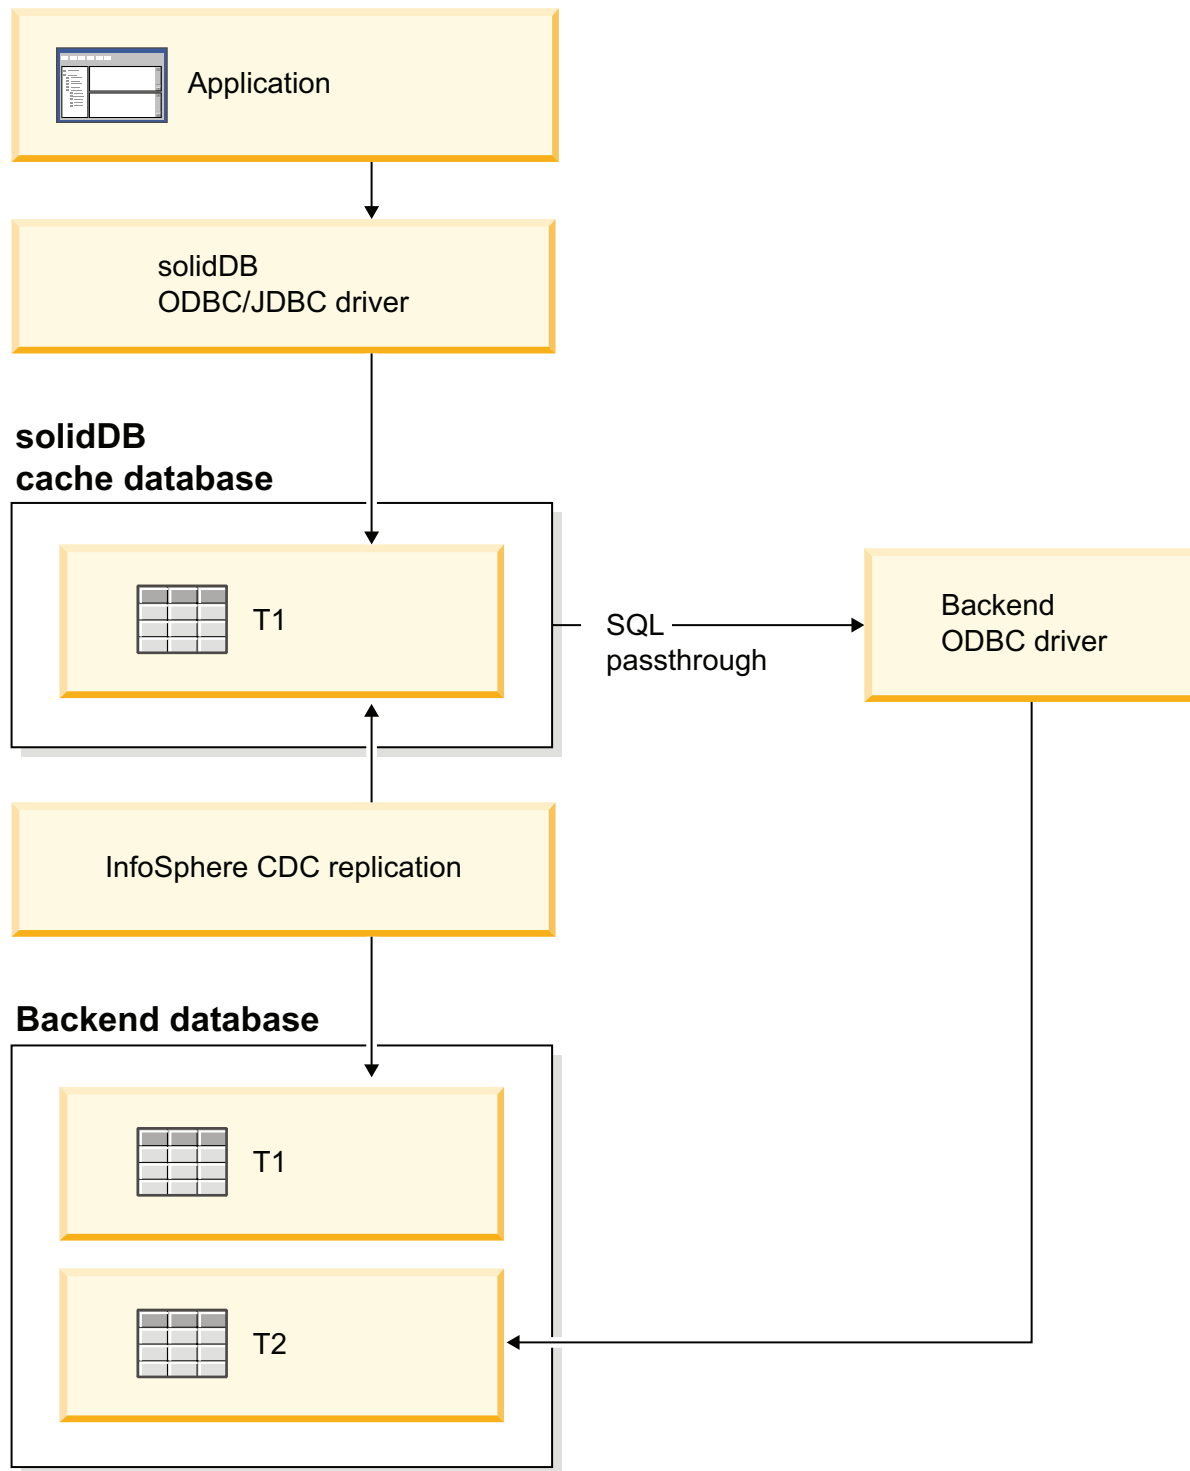 Application
solidDB
ODBC/JDBC driver
solidDB
cache database
T1
SQL
passthrough
Backend
ODBC driver
InfoSphere CDC replication
Backend database
T1
T2